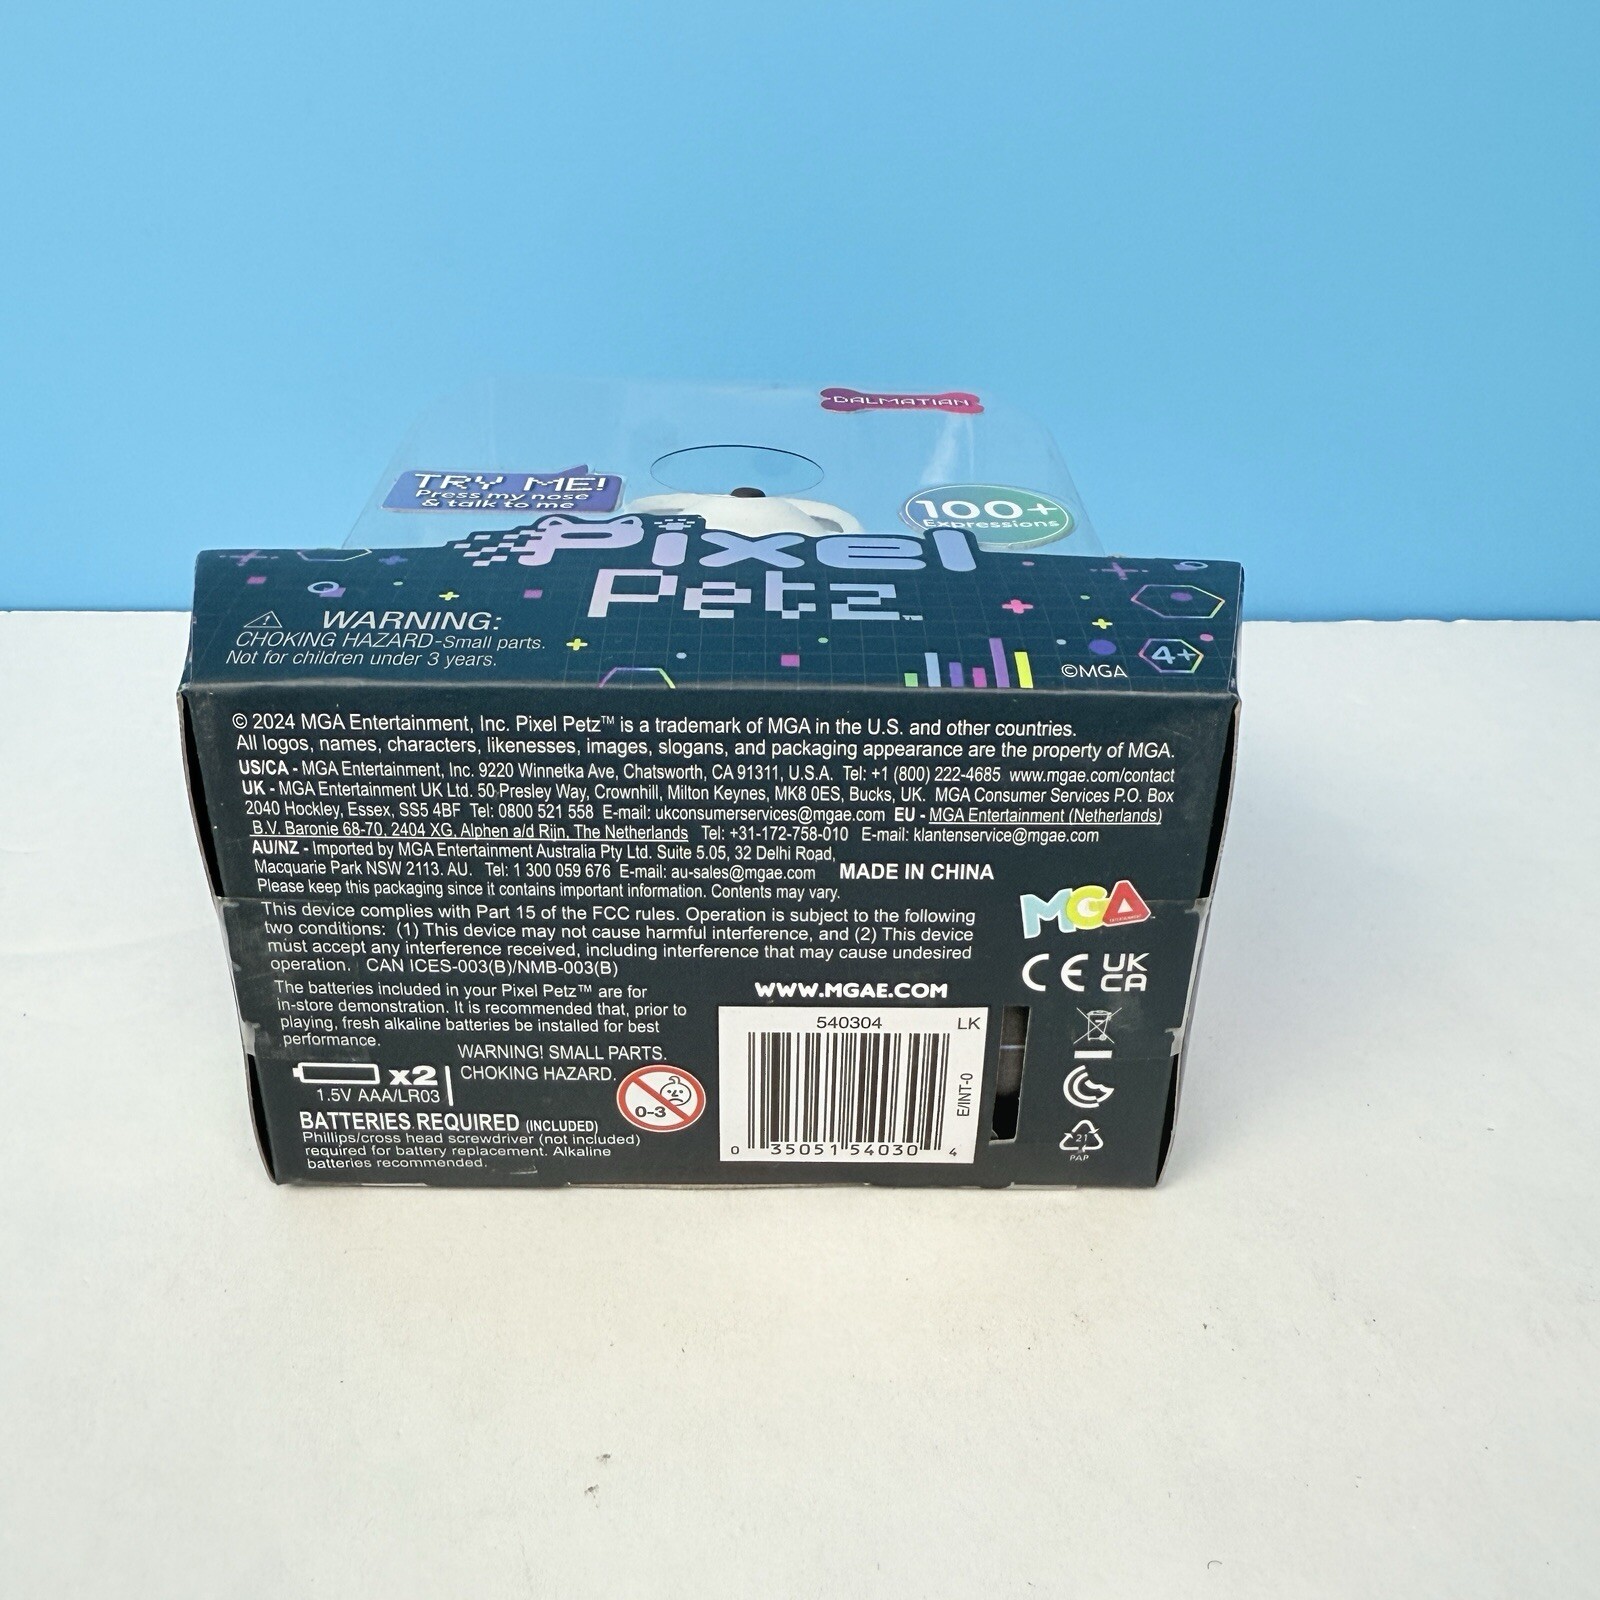 DALMATIAN
TRY ME!
Press my nose
& talk to me
100+
Expressions
Pixel
Petz™
WARNING:
CHOKING HAZARD-Small parts.
Not for children under 3 years.
©MGA
4+
© 2024 MGA Entertainment, Inc. Pixel Petz™ is a trademark of MGA in the U.S. and other countries.
All logos, names, characters, likenesses, images, slogans, and packaging appearance are the property of MGA.
US/CA - MGA Entertainment, Inc. 9220 Winnetka Ave, Chatsworth, CA 91311, U.S.A. Tel: +1 (800) 222-4685 www.mgae.com/contact
UK - MGA Entertainment UK Ltd. 50 Presley Way, Crownhill, Milton Keynes, MK8 0ES, Bucks, UK. MGA Consumer Services P.O. Box
2040 Hockley, Essex, SS5 4BF Tel: 0800 521 558 E-mail: ukconsumerservices@mgae.com EU - MGA Entertainment (Netherlands)
B.V. Baronie 68-70, 2404 XG, Alphen a/d Rijn, The Netherlands Tel: +31-172-758-010 E-mail: klantenservice@mgae.com
AU/NZ - Imported by MGA Entertainment Australia Pty Ltd. Suite 5.05, 32 Delhi Road,
Macquarie Park NSW 2113. AU. Tel: 1 300 059 676 E-mail: au-sales@mgae.com MADE IN CHINA
Please keep this packaging since it contains important information. Contents may vary.
This device complies with Part 15 of the FCC rules. Operation is subject to the following
two conditions: (1) This device may not cause harmful interference, and (2) This device
must accept any interference received, including interference that may cause undesired
operation. CAN ICES-003(B)/NMB-003(B)
MGA
ENTERTAINMENT
CE UK
CA
The batteries included in your Pixel Petz™ are for
in-store demonstration. It is recommended that, prior to
playing, fresh alkaline batteries be installed for best
performance.
WWW.MGAE.COM
WARNING! SMALL PARTS.
CHOKING HAZARD.
x2
1.5V AAA/LR03
0-3
BATTERIES REQUIRED (INCLUDED)
Phillips/cross head screwdriver (not included)
required for battery replacement. Alkaline
batteries recommended.
540304 LK
E/INT-0
0 35051 54030 4
21
PAP